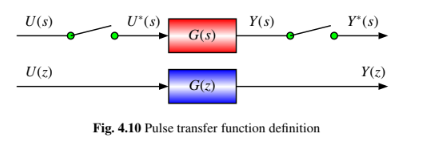 U(s) U*(s) G(s) Y(s) Y*(s)
U(z) G(z) Y(z)
Fig. 4.10 Pulse transfer function definition